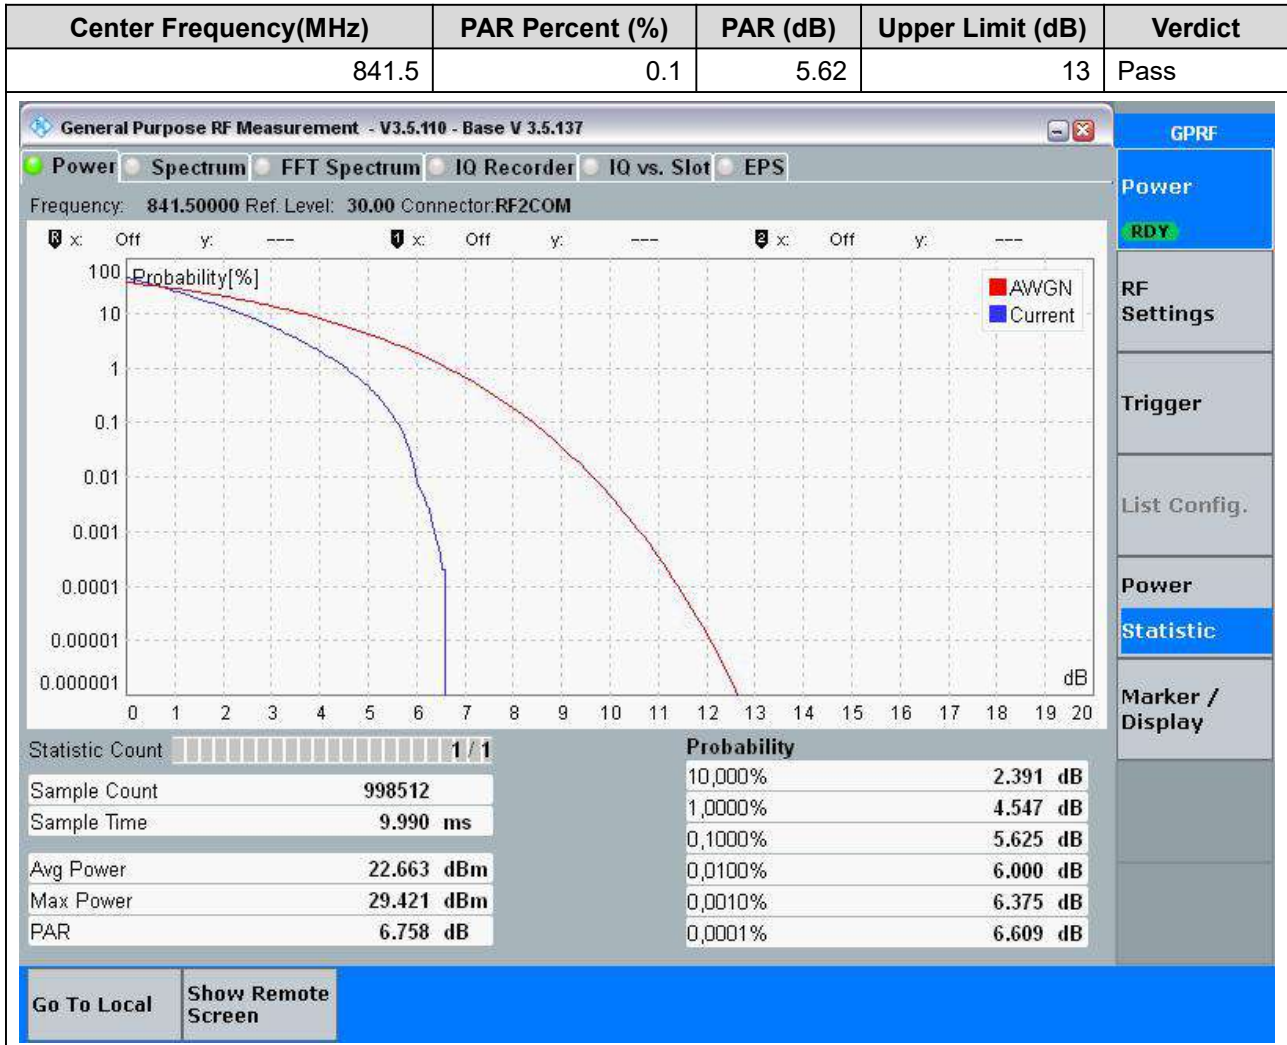 Center Frequency(MHz) PAR Percent (%) PAR (dB) Upper Limit (dB) Verdict
841.5 0.1 5.62 13 Pass
General Purpose RF Measurement - V3.5.110 - Base V 3.5.137
GPRF
Power Spectrum FFT Spectrum IQ Recorder IQ vs. Slot EPS
Power
RDY
Frequency: 841.50000 Ref. Level: 30.00 Connector:RF2COM
R x: Off y: --- 1 x: Off y: --- 2 x: Off y: ---
Probability[%]
AWGN
Current
100
10
1
0.1
0.01
0.001
0.0001
0.00001
0.000001
dB
0 1 2 3 4 5 6 7 8 9 10 11 12 13 14 15 16 17 18 19 20
RF
Settings
Trigger
List Config.
Power
Statistic
Marker /
Display
Statistic Count 1 / 1
Sample Count 998512
Sample Time 9.990 ms
Avg Power 22.663 dBm
Max Power 29.421 dBm
PAR 6.758 dB
Probability
10,000% 2.391 dB
1,0000% 4.547 dB
0,1000% 5.625 dB
0,0100% 6.000 dB
0,0010% 6.375 dB
0,0001% 6.609 dB
Go To Local
Show Remote
Screen